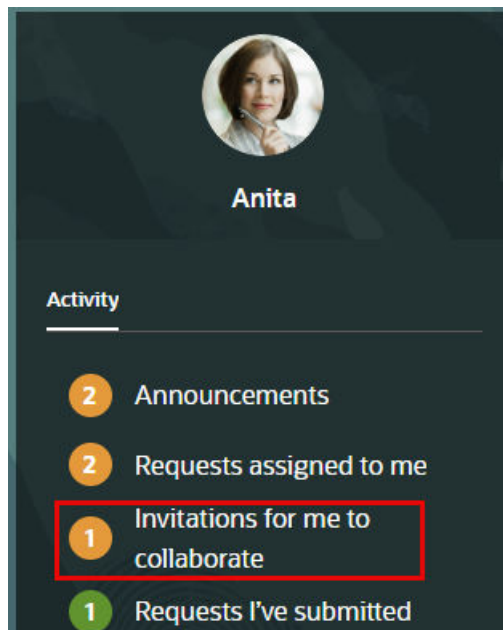 Anita
Activity
2 Announcements
2 Requests assigned to me
1 Invitations for me to
collaborate
1 Requests I've submitted